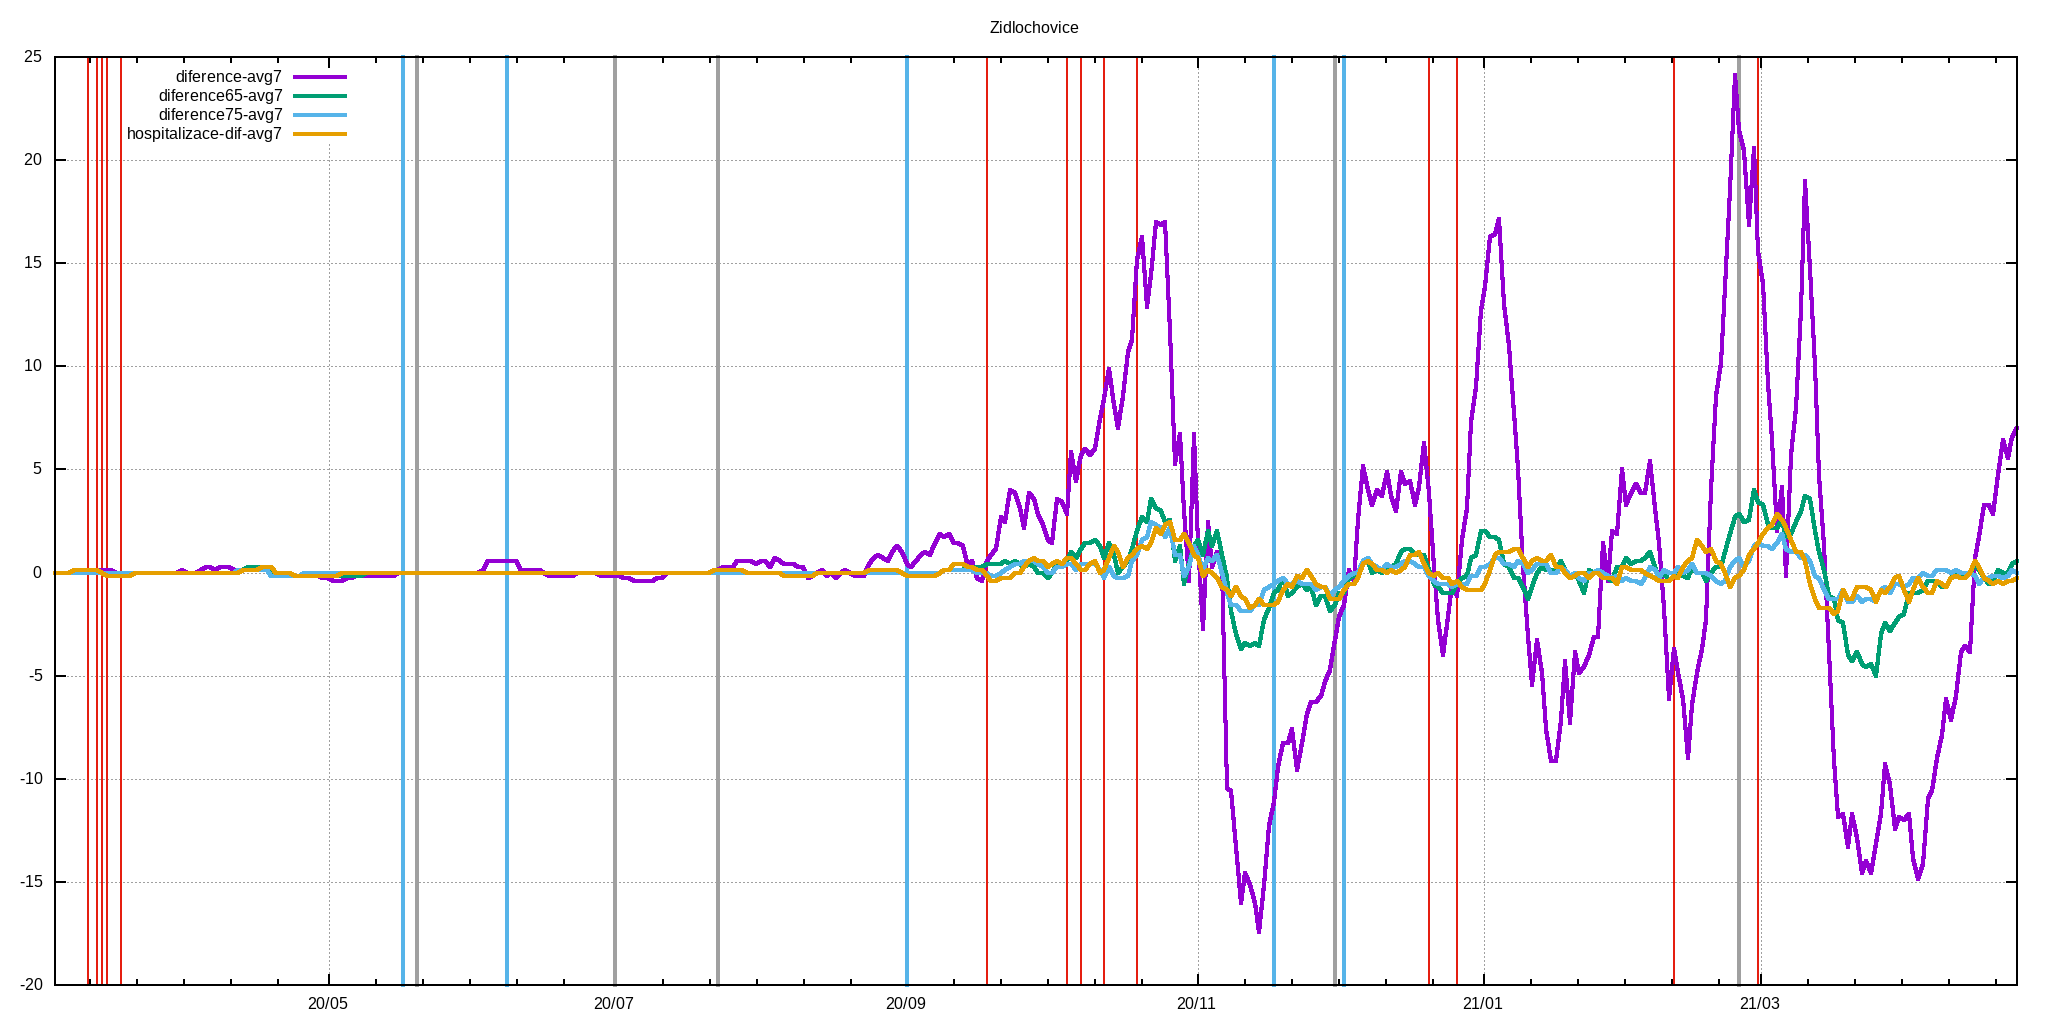 Zidlochovice
25
20
15
10
5
0
-5
-10
-15
-20
diference-avg7
diference65-avg7
diference75-avg7
hospitalizace-dif-avg7
20/05 20/07 20/09 20/11 21/01 21/03